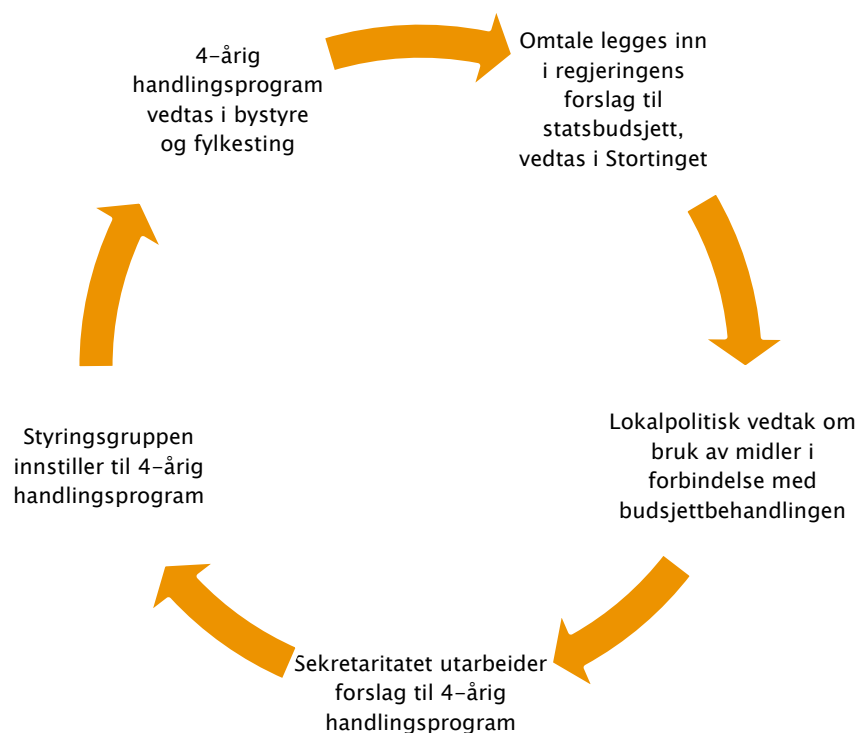 4-årig
handlingsprogram
vedtas i bystyre
og fylkesting
Omtale legges inn
i regjeringens
forslag til
statsbudsjett,
vedtas i Stortinget
Lokalpolitisk vedtak om
bruk av midler i
forbindelse med
budsjettbehandlingen
Sekretaritatet utarbeider
forslag til 4-årig
handlingsprogram
Styringsgruppen
innstiller til 4-årig
handlingsprogram